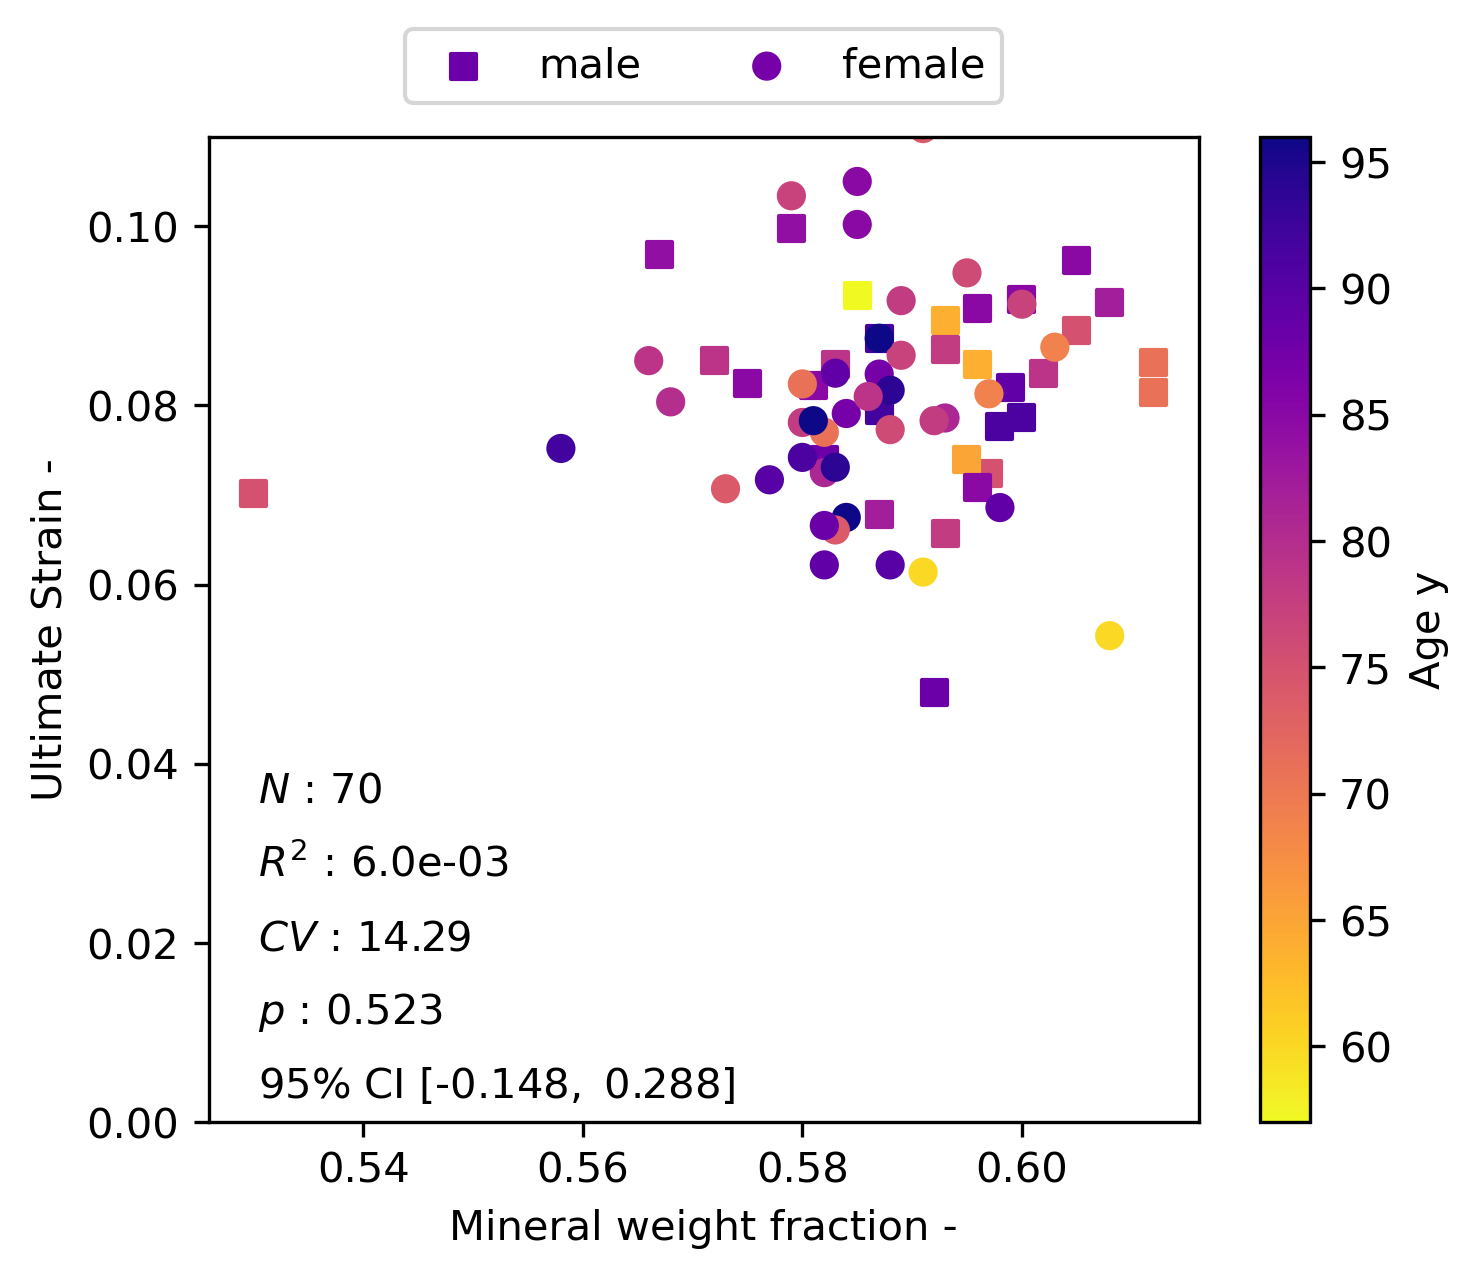 male female
0.10
0.08
0.06
0.04
0.02
0.00
Ultimate Strain -
N : 70
R² : 6.0e-03
CV : 14.29
p : 0.523
95% CI [-0.148, 0.288]
0.54 0.56 0.58 0.60
Mineral weight fraction -
95
90
85
80
75
70
65
60
Age y